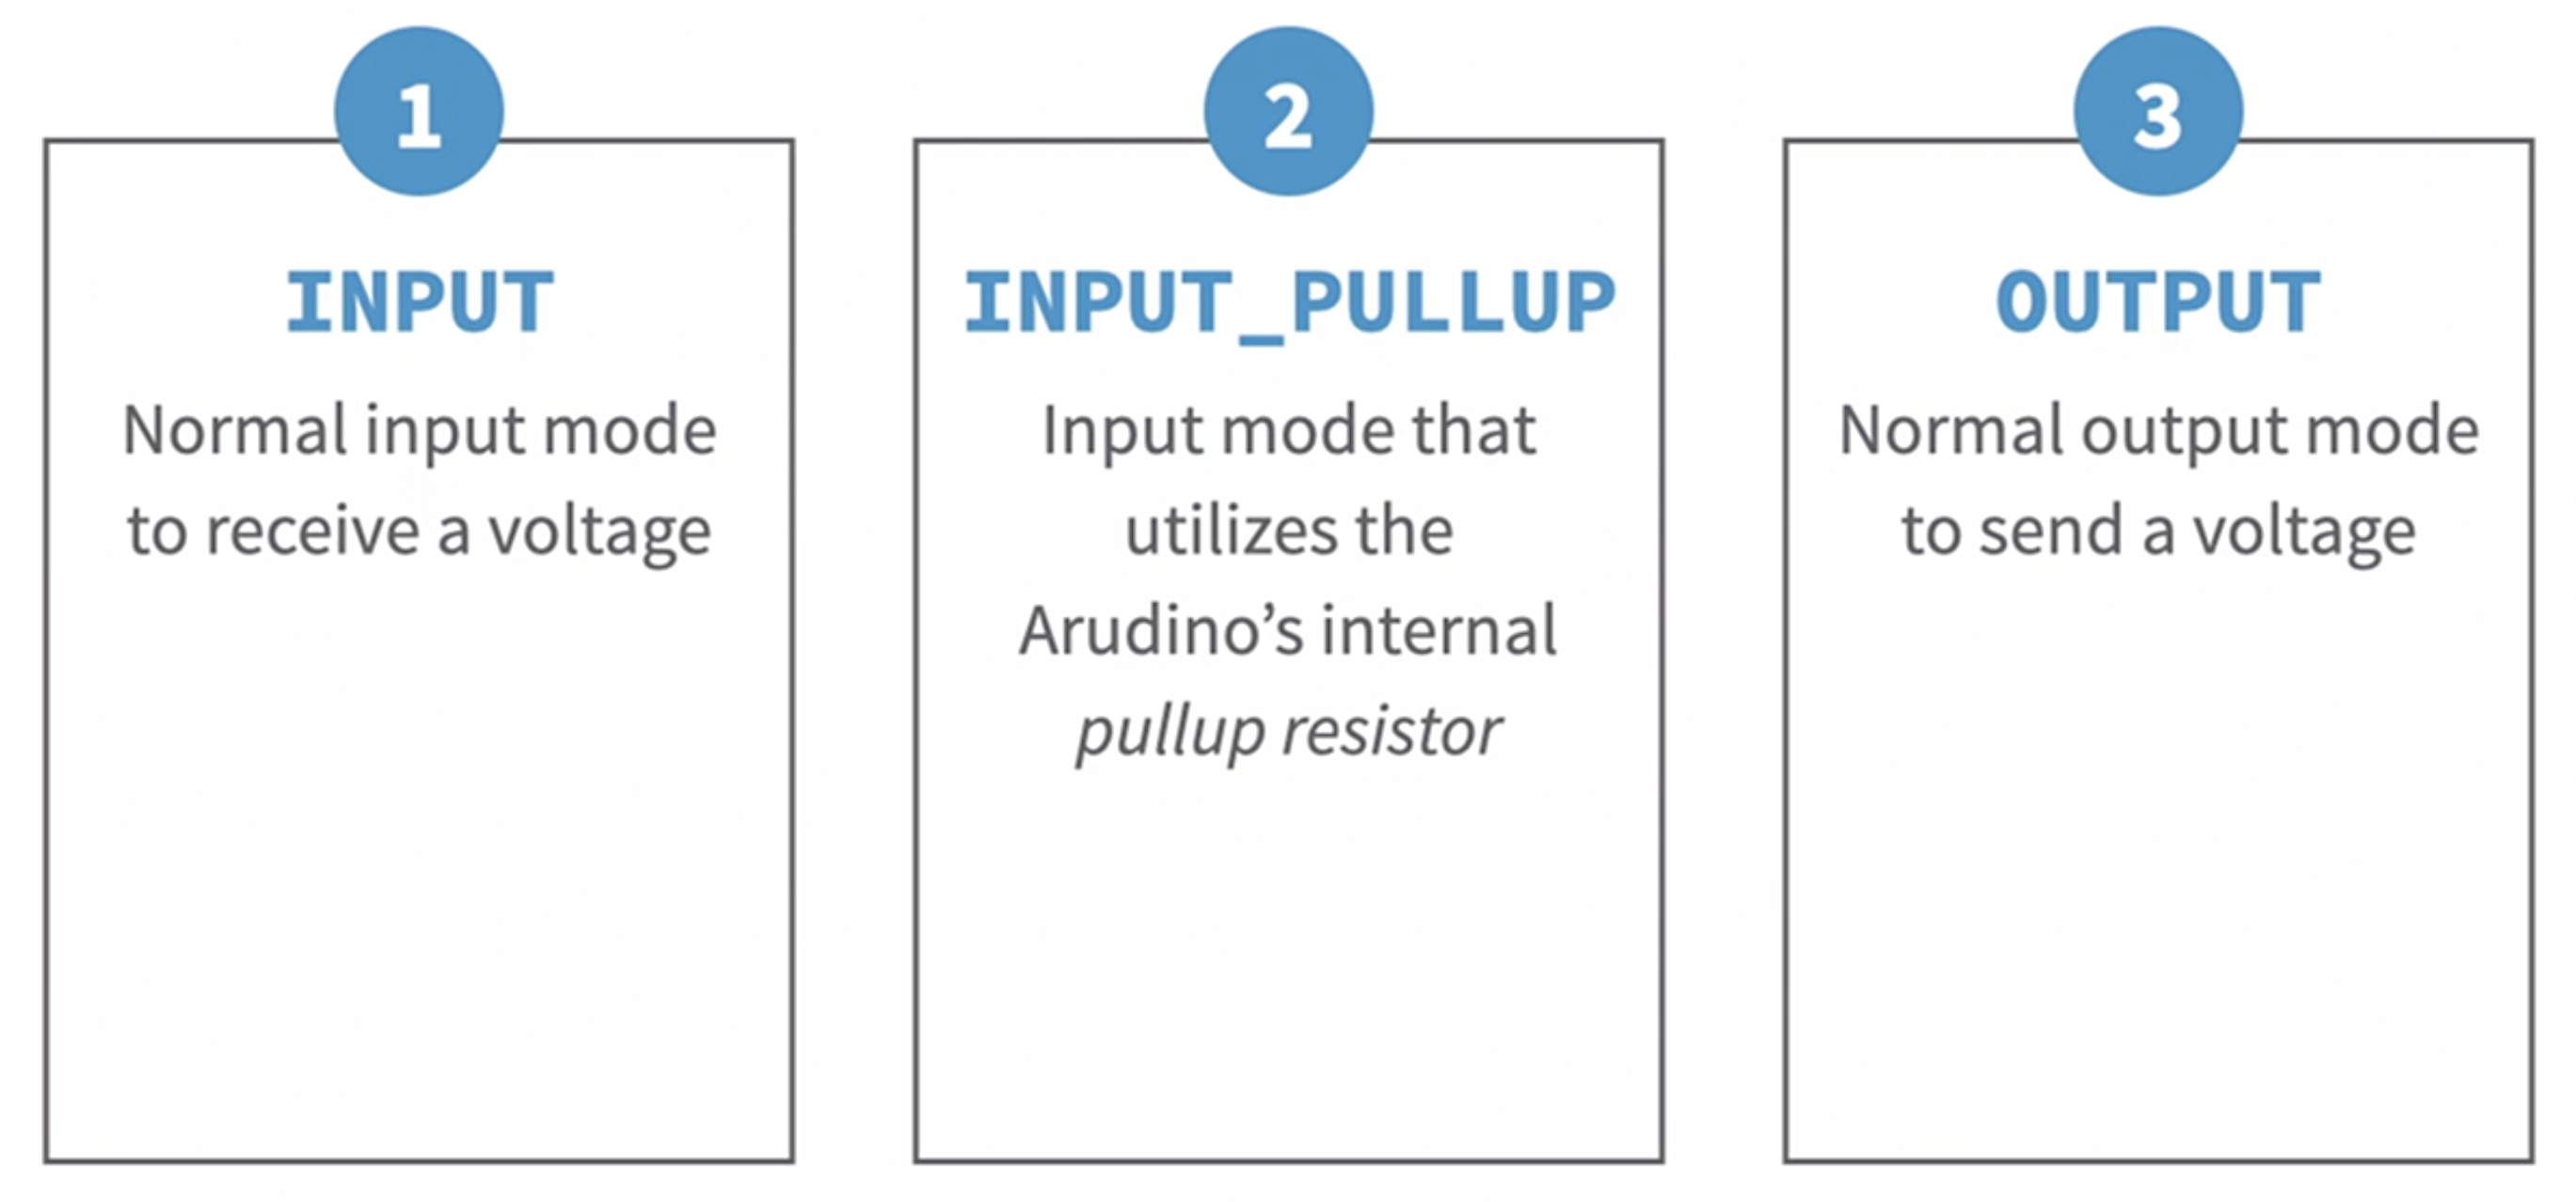 1
INPUT
Normal input mode
to receive a voltage
2
INPUT_PULLUP
Input mode that
utilizes the
Arudino’s internal
pullup resistor
3
OUTPUT
Normal output mode
to send a voltage